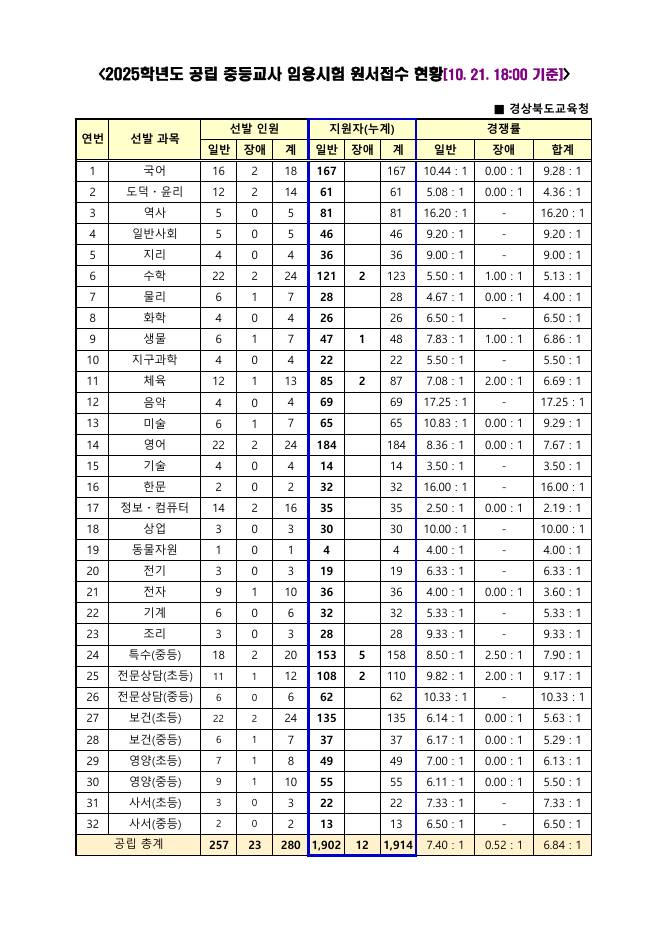 <2025학년도 공립 중등교사 임용시험 원서접수 현황[10. 21. 18:00 기준]>
■ 경상북도교육청
연번 선발 과목 선발 인원 지원자(누계) 경쟁률
일반 장애 계 일반 장애 계 일반 장애 합계
1 국어 16 2 18 167 167 10.44 : 1 0.00 : 1 9.28 : 1
2 도덕・윤리 12 2 14 61 61 5.08 : 1 0.00 : 1 4.36 : 1
3 역사 5 0 5 81 81 16.20 : 1 - 16.20 : 1
4 일반사회 5 0 5 46 46 9.20 : 1 - 9.20 : 1
5 지리 4 0 4 36 36 9.00 : 1 - 9.00 : 1
6 수학 22 2 24 121 2 123 5.50 : 1 1.00 : 1 5.13 : 1
7 물리 6 1 7 28 28 4.67 : 1 0.00 : 1 4.00 : 1
8 화학 4 0 4 26 26 6.50 : 1 - 6.50 : 1
9 생물 6 1 7 47 1 48 7.83 : 1 1.00 : 1 6.86 : 1
10 지구과학 4 0 4 22 22 5.50 : 1 - 5.50 : 1
11 체육 12 1 13 85 2 87 7.08 : 1 2.00 : 1 6.69 : 1
12 음악 4 0 4 69 69 17.25 : 1 - 17.25 : 1
13 미술 6 1 7 65 65 10.83 : 1 0.00 : 1 9.29 : 1
14 영어 22 2 24 184 184 8.36 : 1 0.00 : 1 7.67 : 1
15 기술 4 0 4 14 14 3.50 : 1 - 3.50 : 1
16 한문 2 0 2 32 32 16.00 : 1 - 16.00 : 1
17 정보・컴퓨터 14 2 16 35 35 2.50 : 1 0.00 : 1 2.19 : 1
18 상업 3 0 3 30 30 10.00 : 1 - 10.00 : 1
19 동물자원 1 0 1 4 4 4.00 : 1 - 4.00 : 1
20 전기 3 0 3 19 19 6.33 : 1 - 6.33 : 1
21 전자 9 1 10 36 36 4.00 : 1 0.00 : 1 3.60 : 1
22 기계 6 0 6 32 32 5.33 : 1 - 5.33 : 1
23 조리 3 0 3 28 28 9.33 : 1 - 9.33 : 1
24 특수(중등) 18 2 20 153 5 158 8.50 : 1 2.50 : 1 7.90 : 1
25 전문상담(초등) 11 1 12 108 2 110 9.82 : 1 2.00 : 1 9.17 : 1
26 전문상담(중등) 6 0 6 62 62 10.33 : 1 - 10.33 : 1
27 보건(초등) 22 2 24 135 135 6.14 : 1 0.00 : 1 5.63 : 1
28 보건(중등) 6 1 7 37 37 6.17 : 1 0.00 : 1 5.29 : 1
29 영양(초등) 7 1 8 49 49 7.00 : 1 0.00 : 1 6.13 : 1
30 영양(중등) 9 1 10 55 55 6.11 : 1 0.00 : 1 5.50 : 1
31 사서(초등) 3 0 3 22 22 7.33 : 1 - 7.33 : 1
32 사서(중등) 2 0 2 13 13 6.50 : 1 - 6.50 : 1
공립 총계 257 23 280 1,902 12 1,914 7.40 : 1 0.52 : 1 6.84 : 1